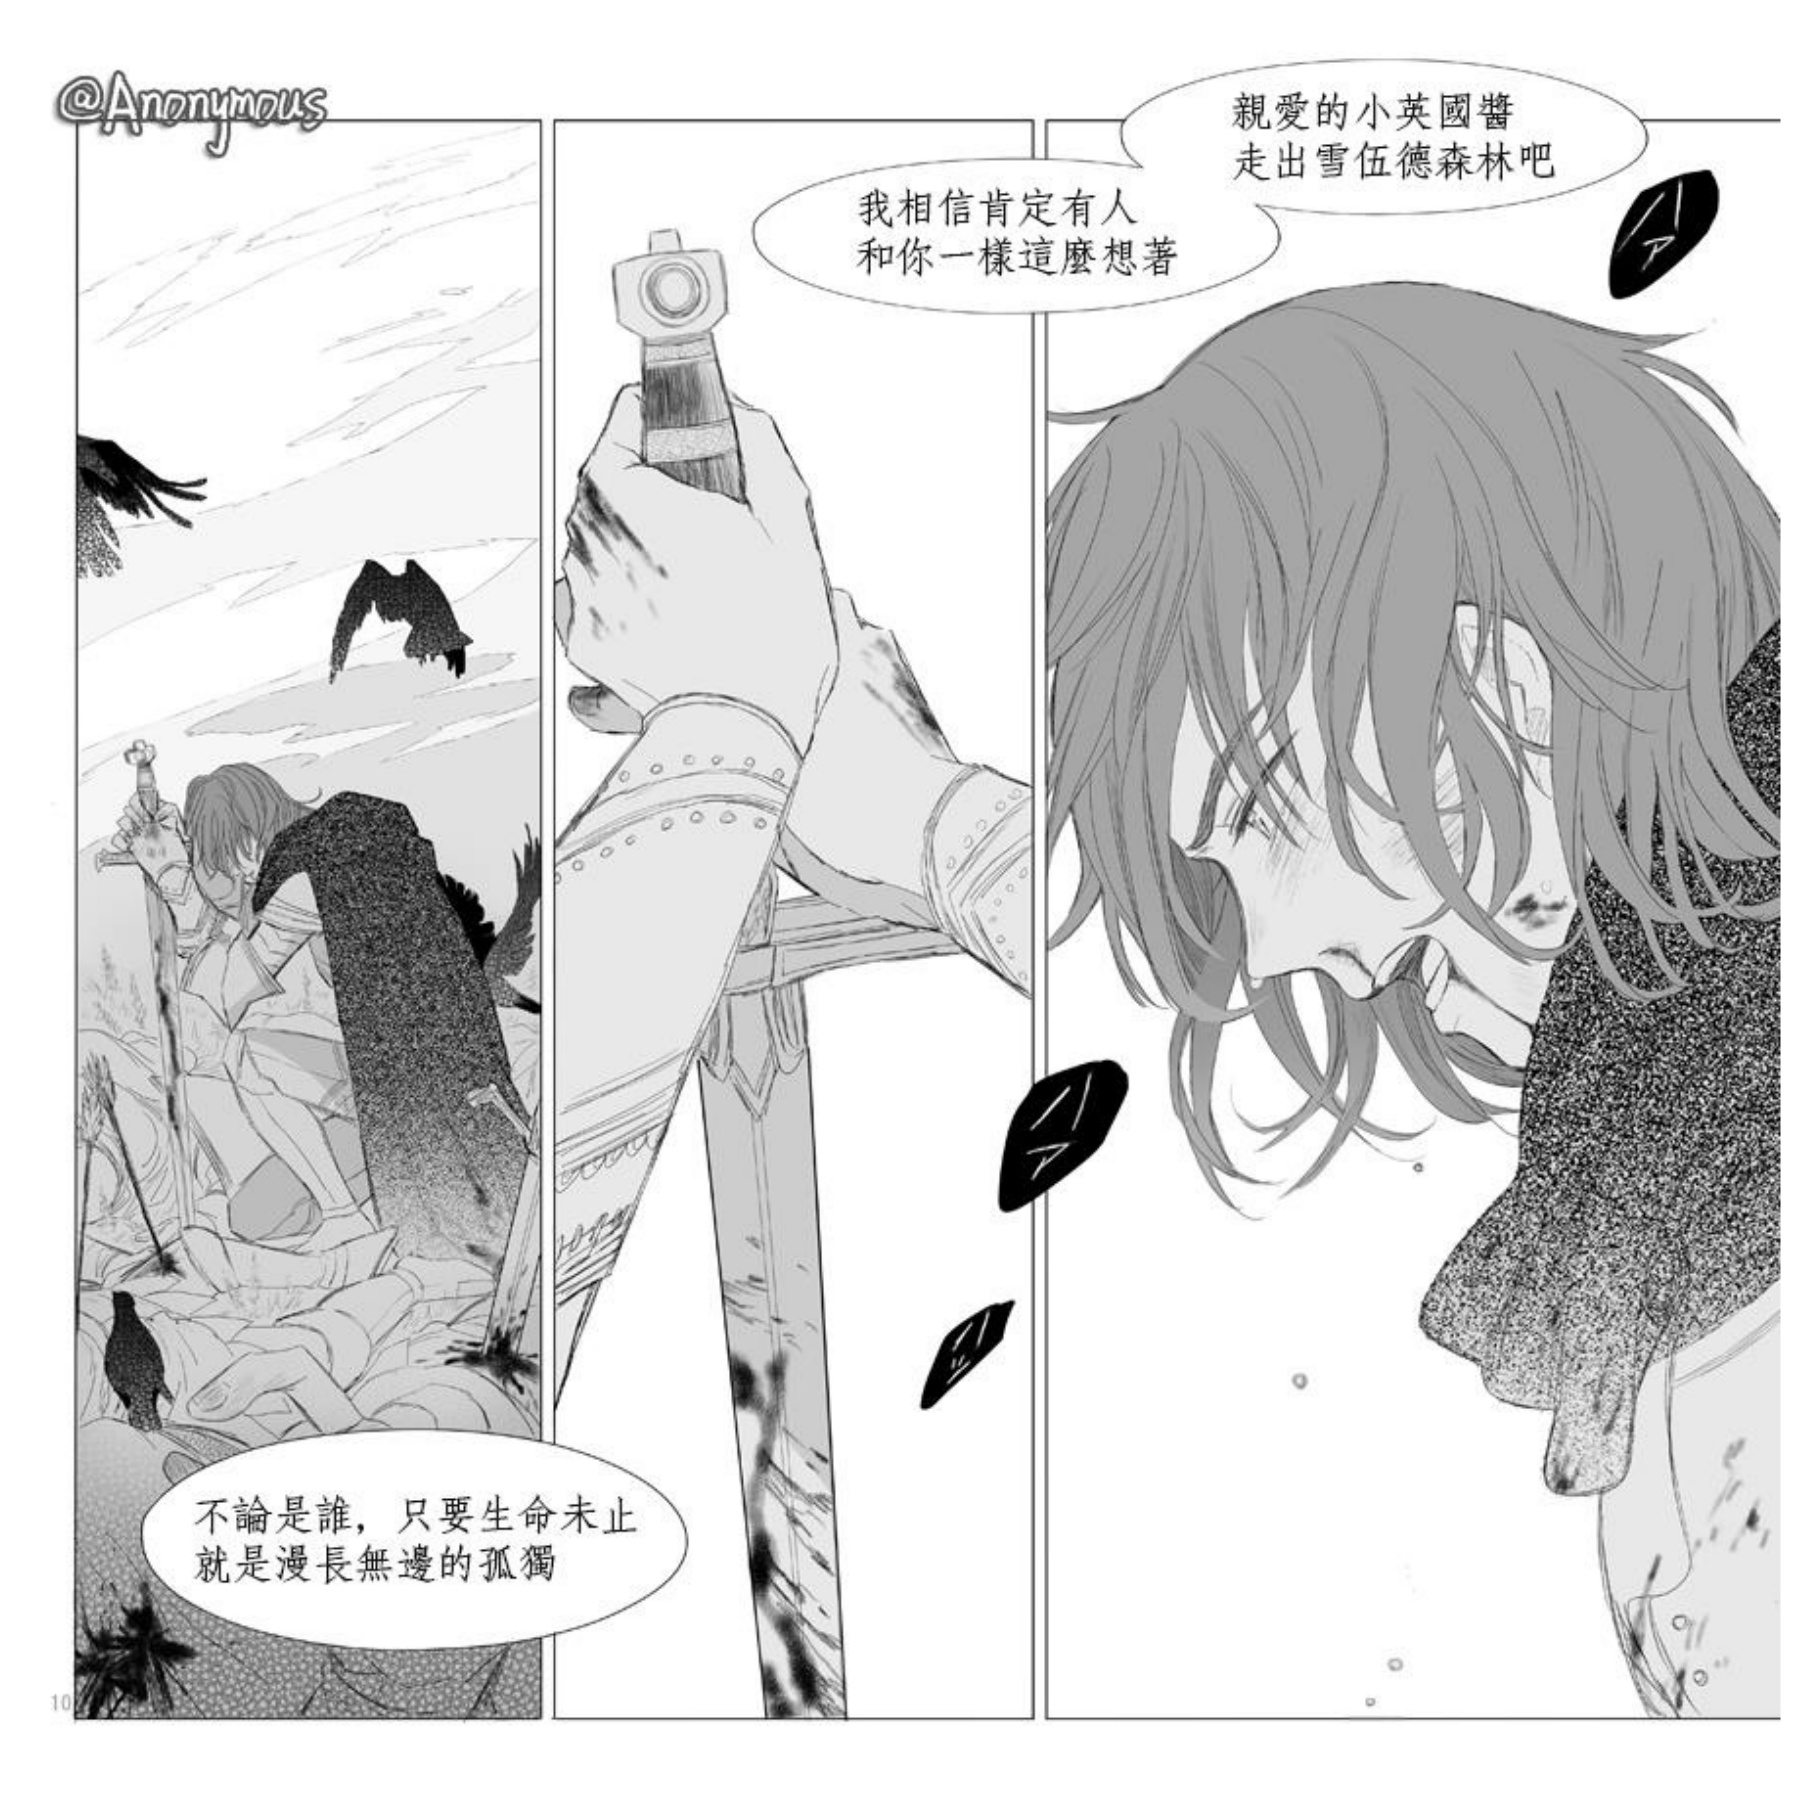 @Anonymous
親愛的小英國醬
走出雪伍德森林吧
我相信肯定有人
和你一樣這麼想著
不論是誰，只要生命未止
就是漫長無邊的孤獨
10